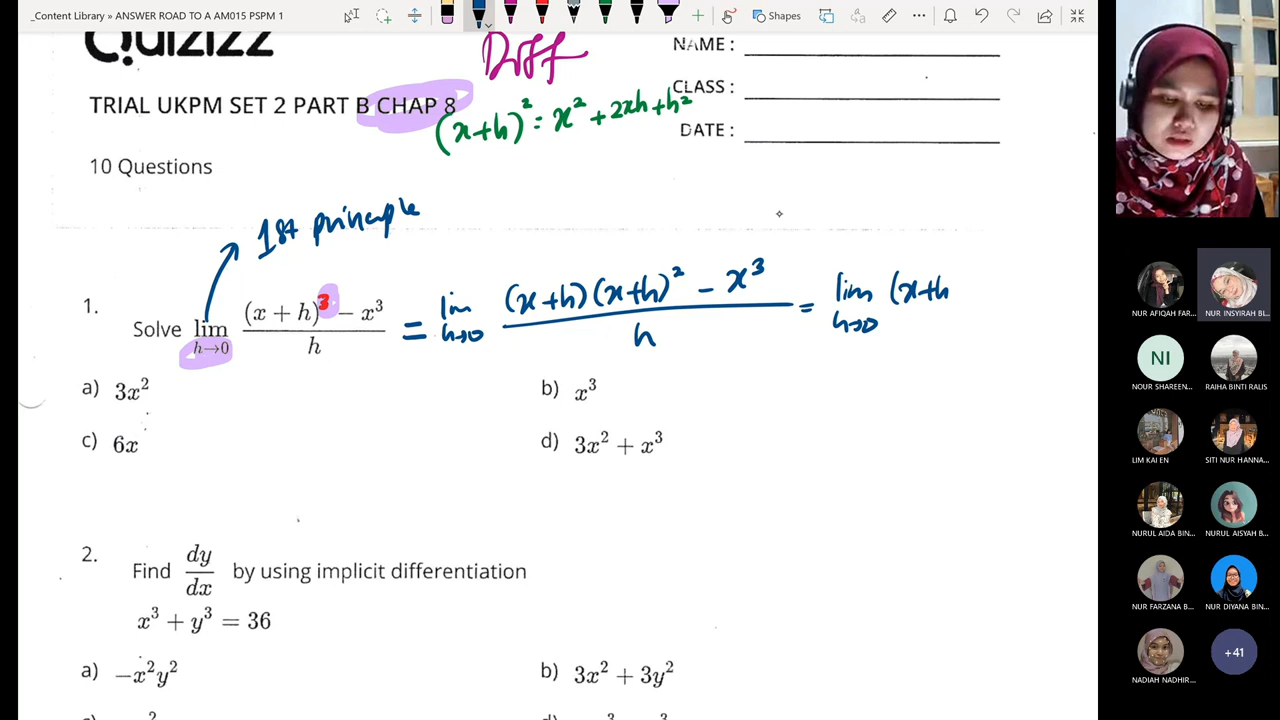 _Content Library » ANSWER ROAD TO A AM015 PSPM 1
Shapes
Quizizz
Diff
NAME :
CLASS :
DATE :
TRIAL UKPM SET 2 PART B CHAP 8
(x+h)² = x² + 2xh + h²
10 Questions
1st principle
1.
Solve lim h→0 ((x + h)³ − x³)/h = lim h→0 ((x+h)(x+h)² − x³)/h = lim h→0 (x+h
a) 3x²
b) x³
c) 6x
d) 3x² + x³
2.
Find dy/dx by using implicit differentiation
x³ + y³ = 36
a) −x²y²
b) 3x² + 3y²
NUR AFIQAH FAR...
NUR INSYIRAH BI...
NI
NOUR SHAREEN...
RAIHA BINTI RALIS
LIM KAI EN
SITI NUR HANNA...
NURUL AIDA BIN...
NURUL AISYAH B...
NUR FARZANA B...
NUR DIYANA BIN...
NADIAH NADHIR...
+41